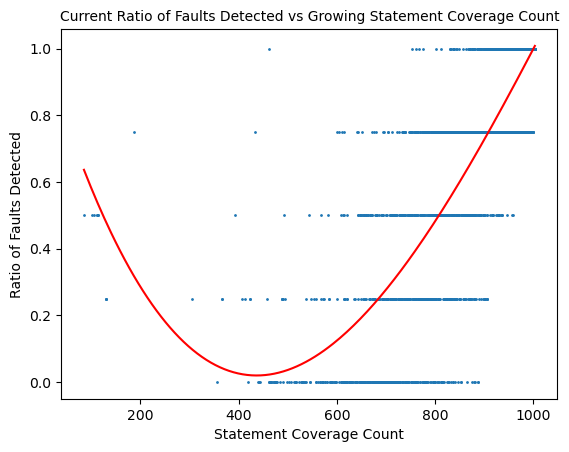 Current Ratio of Faults Detected vs Growing Statement Coverage Count
1.0
0.8
0.6
0.4
0.2
0.0
Ratio of Faults Detected
200 400 600 800 1000
Statement Coverage Count